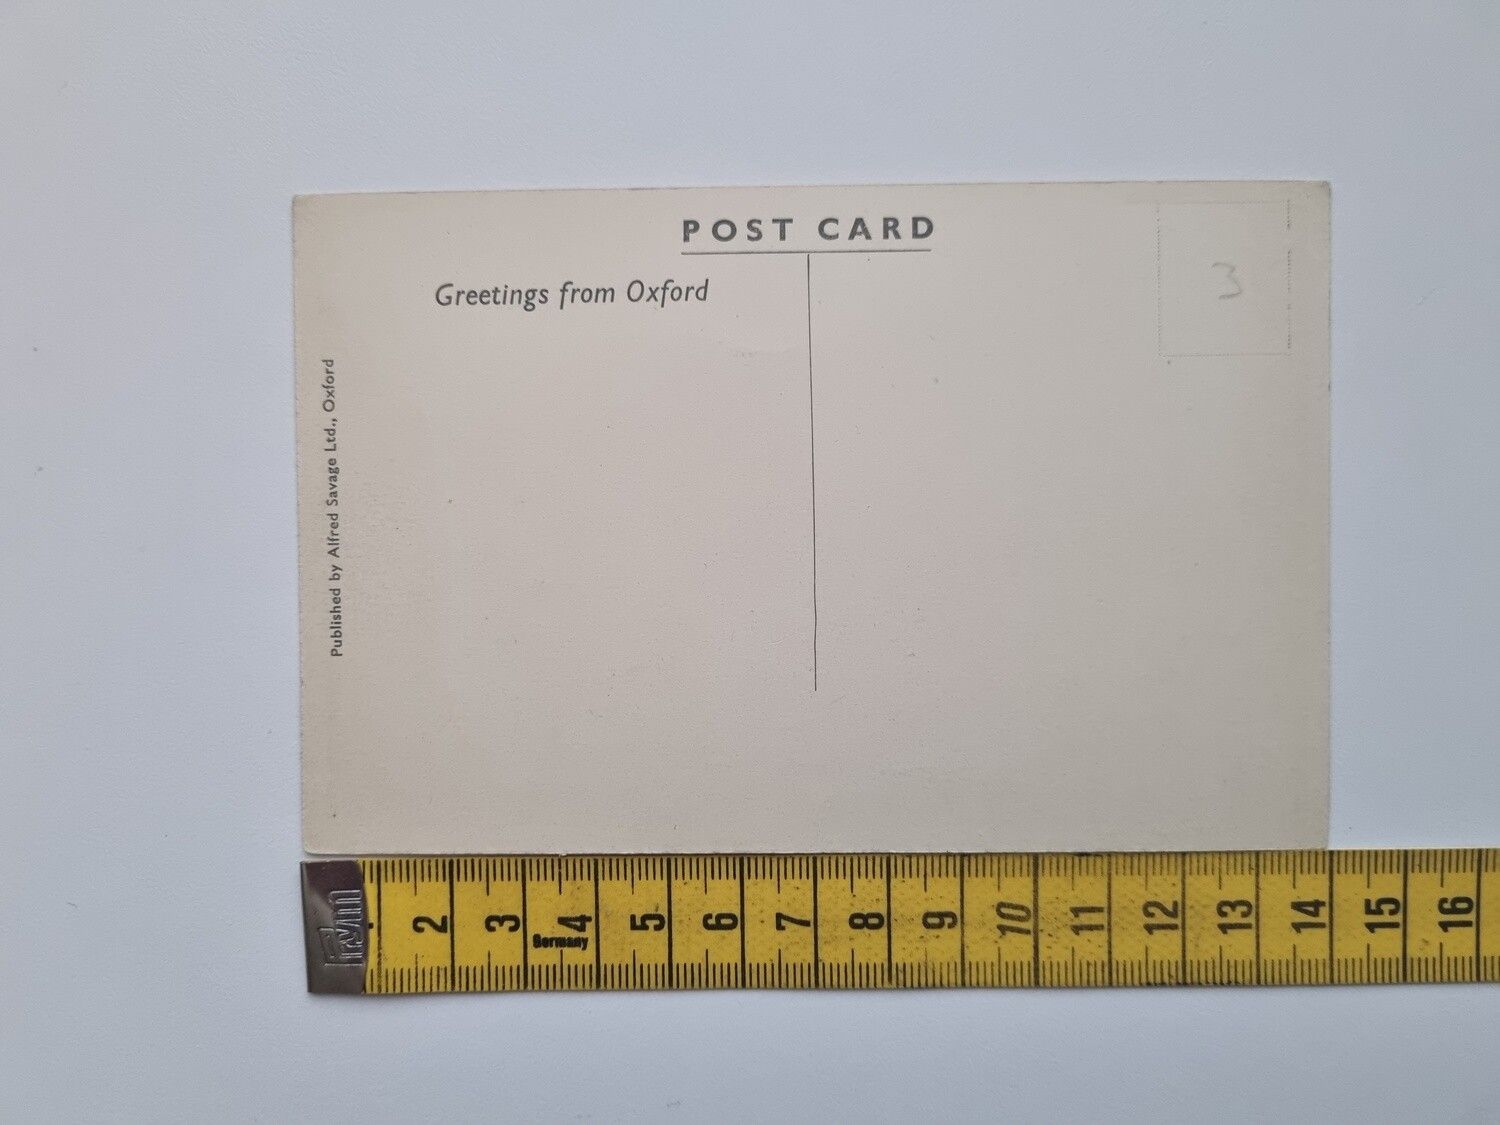 POST CARD
Greetings from Oxford
3
Published by Alfred Savage Ltd., Oxford
Prym
2 3 4 5 6 7 8 9 10 11 12 13 14 15 16
Germany